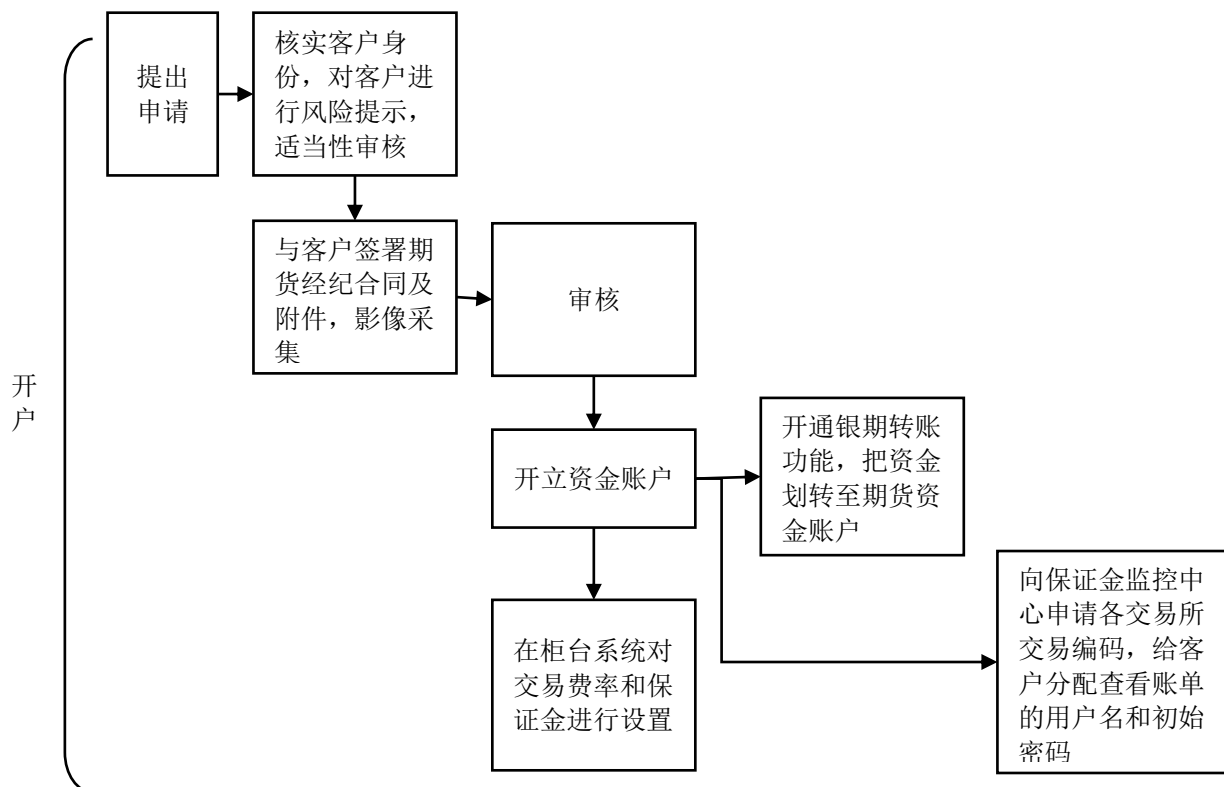 提出
申请
核实客户身
份，对客户进
行风险提示，
适当性审核
与客户签署期
货经纪合同及
附件，影像采
集
审核
开
户
开立资金账户
开通银期转账
功能，把资金
划转至期货资
金账户
在柜台系统对
交易费率和保
证金进行设置
向保证金监控中
心申请各交易所
交易编码，给客
户分配查看账单
的用户名和初始
密码